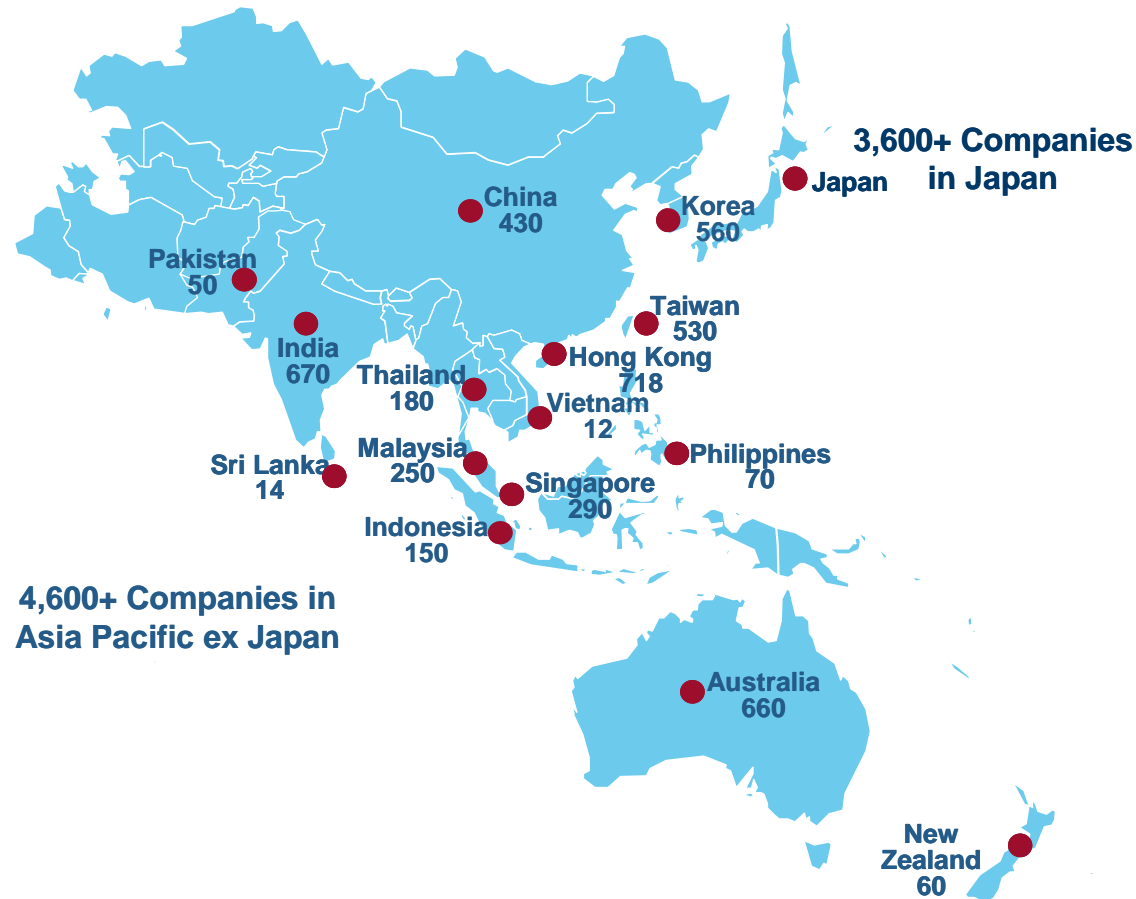 3,600+ Companies
in Japan
Japan
China
430
Korea
560
Pakistan
50
Taiwan
530
India
670
Hong Kong
718
Thailand
180
Vietnam
12
Malaysia
250
Philippines
70
Sri Lanka
14
Singapore
290
Indonesia
150
4,600+ Companies in
Asia Pacific ex Japan
Australia
660
New
Zealand
60